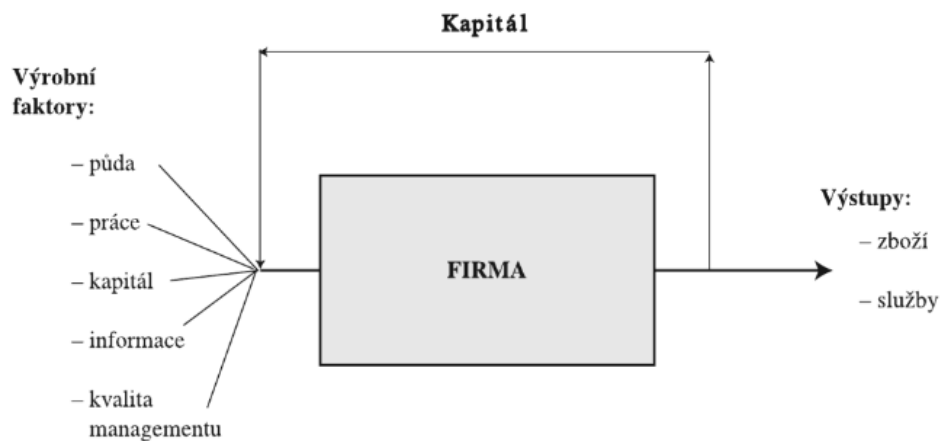 Kapitál
Výrobní
faktory:
– půda
– práce
– kapitál
– informace
– kvalita
managementu
FIRMA
Výstupy:
– zboží
– služby